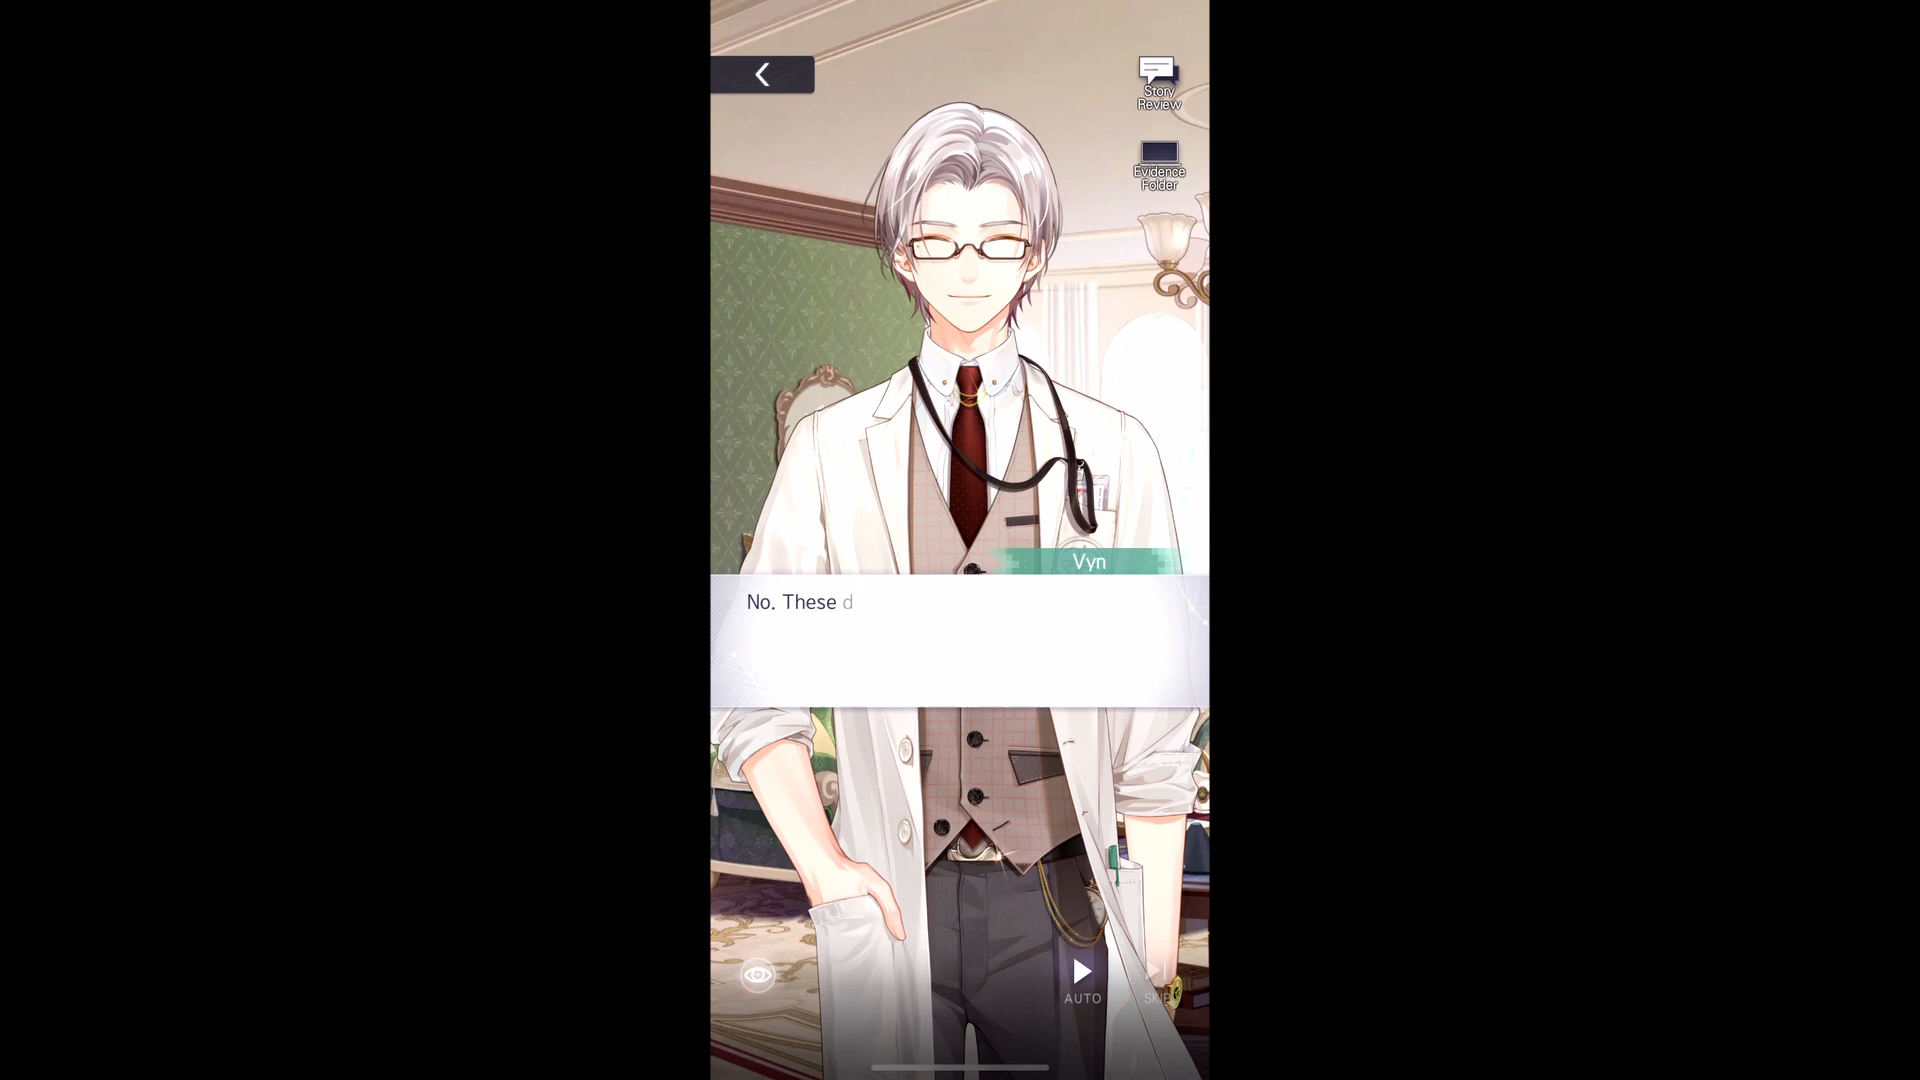 Story
Review
Evidence
Folder
Vyn
No. These d
AUTO
SKIP